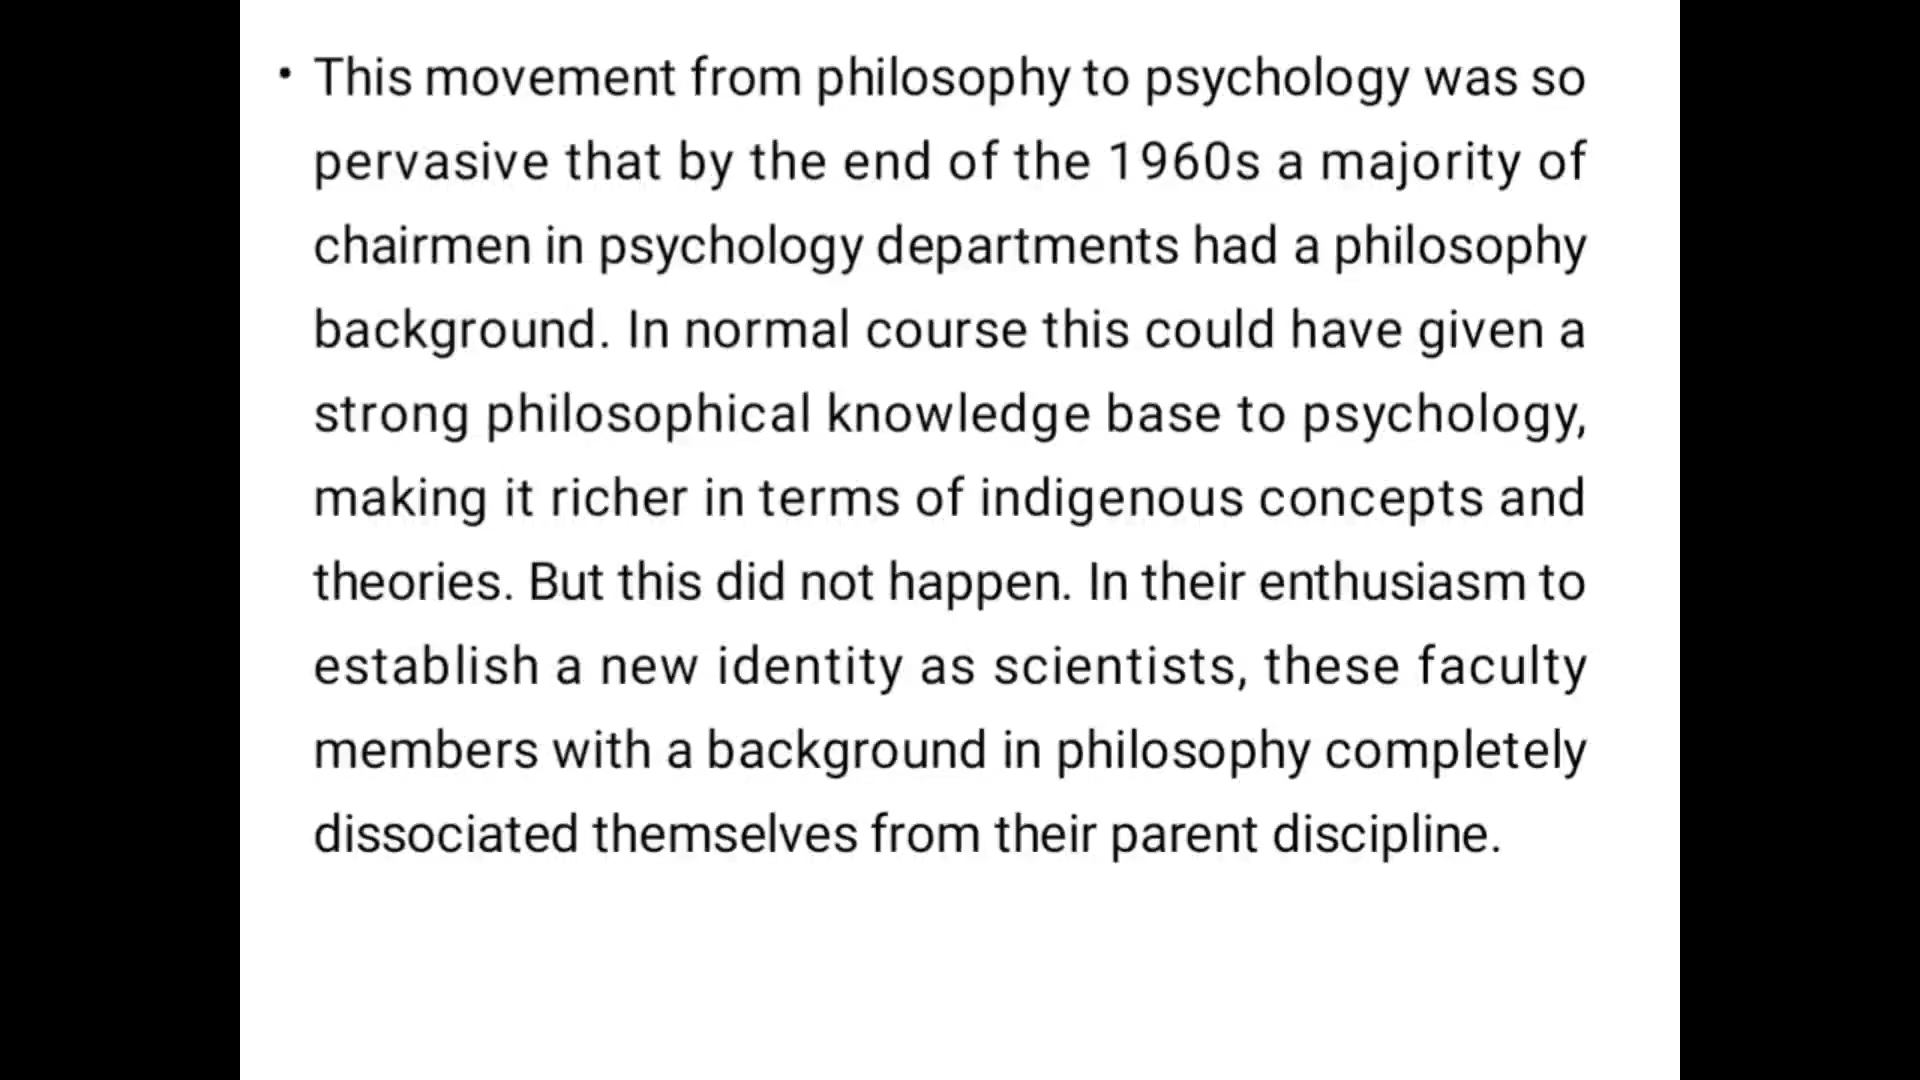 • This movement from philosophy to psychology was so
pervasive that by the end of the 1960s a majority of
chairmen in psychology departments had a philosophy
background. In normal course this could have given a
strong philosophical knowledge base to psychology,
making it richer in terms of indigenous concepts and
theories. But this did not happen. In their enthusiasm to
establish a new identity as scientists, these faculty
members with a background in philosophy completely
dissociated themselves from their parent discipline.